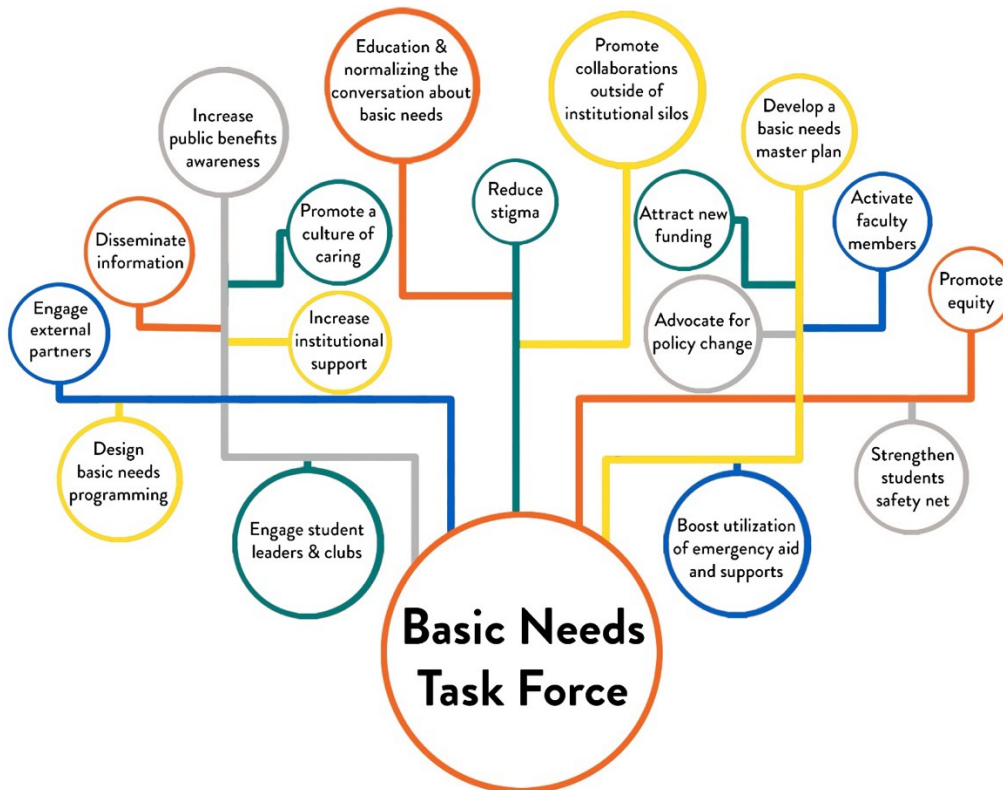 Education &
normalizing the
conversation about
basic needs
Promote
collaborations
outside of
institutional silos
Increase
public benefits
awareness
Develop a
basic needs
master plan
Reduce
stigma
Promote a
culture of
caring
Attract new
funding
Activate
faculty
members
Disseminate
information
Promote
equity
Engage
external
partners
Increase
institutional
support
Advocate for
policy change
Design
basic needs
programming
Strengthen
students
safety net
Engage student
leaders & clubs
Boost utilization
of emergency aid
and supports
Basic Needs
Task Force